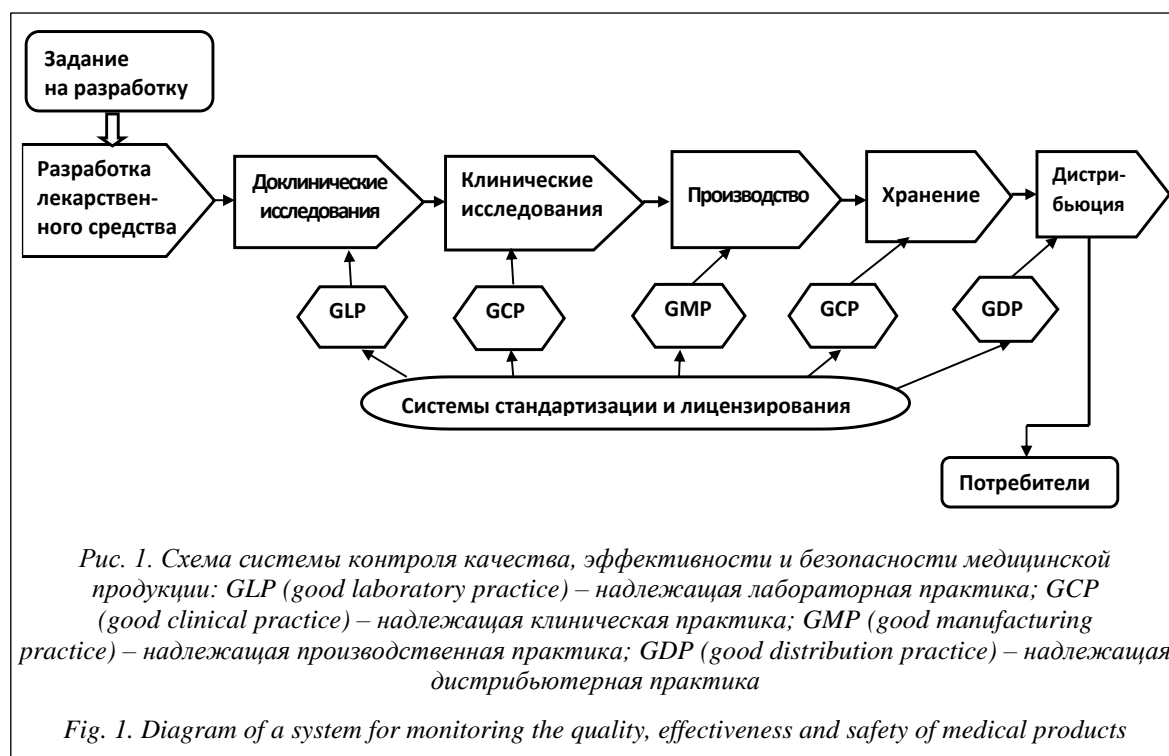 Задание
на разработку
Разработка
лекарствен-
ного средства
Доклинические
исследования
Клинические
исследования
Производство
Хранение
Дистри-
бьюция
GLP
GCP
GMP
GCP
GDP
Системы стандартизации и лицензирования
Потребители
Рис. 1. Схема системы контроля качества, эффективности и безопасности медицинской
продукции: GLP (good laboratory practice) – надлежащая лабораторная практика; GCP
(good clinical practice) – надлежащая клиническая практика; GMP (good manufacturing
practice) – надлежащая производственная практика; GDP (good distribution practice) – надлежащая
дистрибьютерная практика
Fig. 1. Diagram of a system for monitoring the quality, effectiveness and safety of medical products